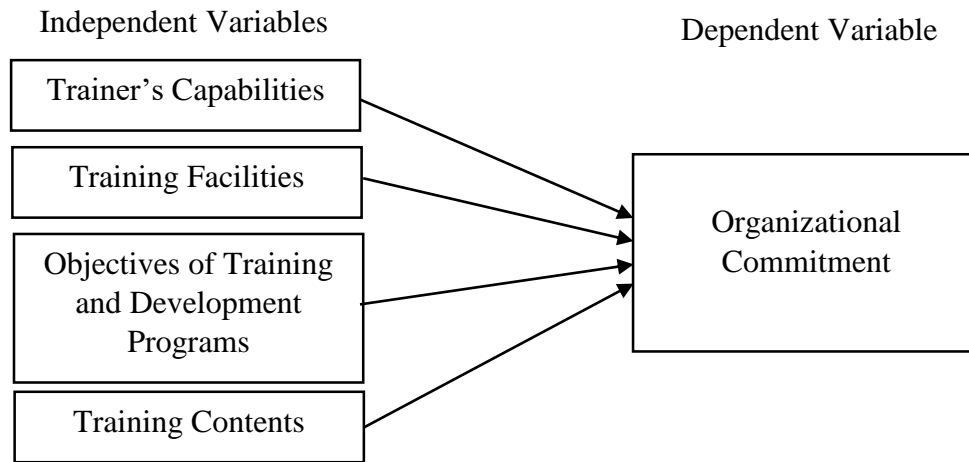 Independent Variables
Dependent Variable
Trainer’s Capabilities
Training Facilities
Objectives of Training
and Development
Programs
Training Contents
Organizational
Commitment